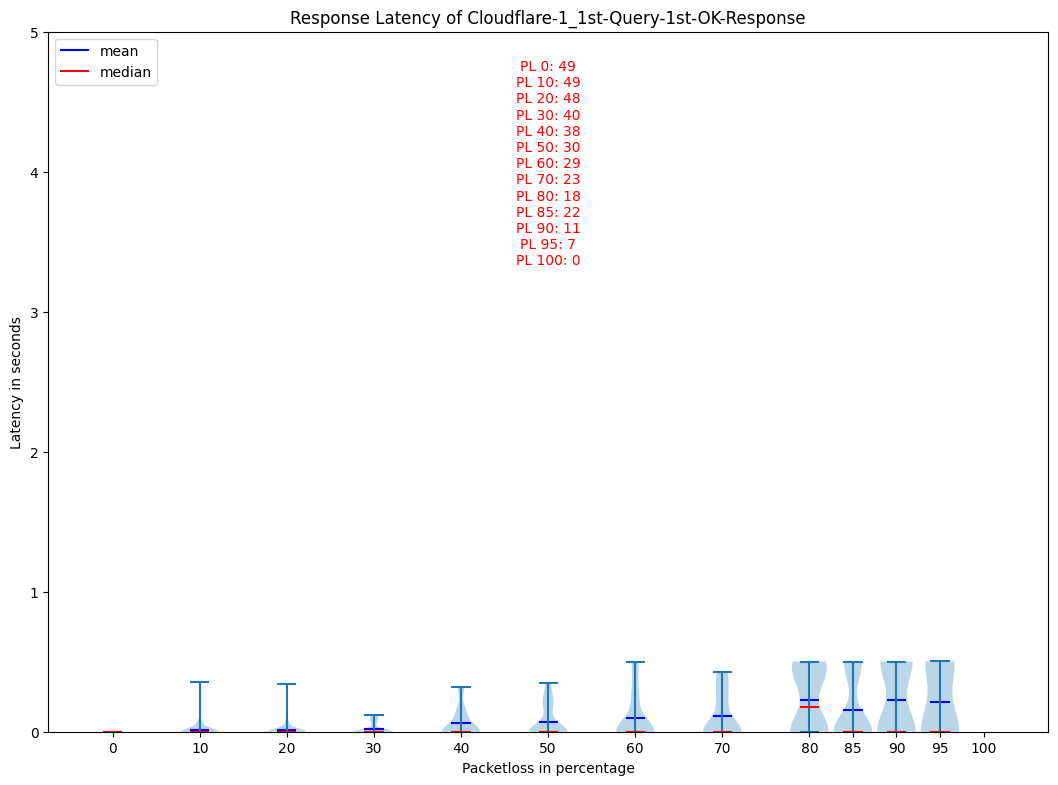 Response Latency of Cloudflare-1_1st-Query-1st-OK-Response
mean
median
PL 0: 49
PL 10: 49
PL 20: 48
PL 30: 40
PL 40: 38
PL 50: 30
PL 60: 29
PL 70: 23
PL 80: 18
PL 85: 22
PL 90: 11
PL 95: 7
PL 100: 0
Latency in seconds
5
4
3
2
1
0
0 10 20 30 40 50 60 70 80 85 90 95 100
Packetloss in percentage